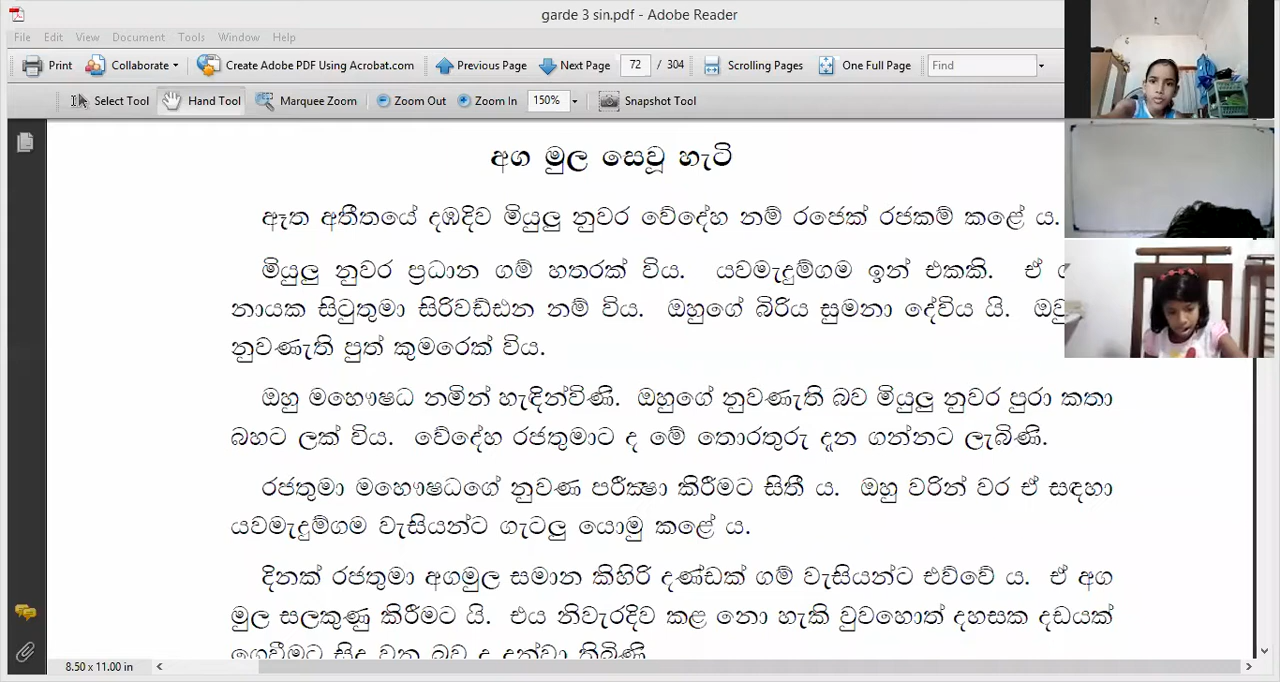 garde 3 sin.pdf - Adobe Reader
File Edit View Document Tools Window Help
Print Collaborate Create Adobe PDF Using Acrobat.com Previous Page Next Page 72 / 304 Scrolling Pages One Full Page Find
Select Tool Hand Tool Marquee Zoom Zoom Out Zoom In 150% Snapshot Tool
අග මුල සෙවූ හැටි
ඈත අතීතයේ දඹදිව මියුලු නුවර වේදේහ නම් රජෙක් රජකම් කළේ ය.
මියුලු නුවර ප්‍රධාන ගම් හතරක් විය. යවමැදුම්ගම ඉන් එකකි. ඒ
නායක සිටුතුමා සිරිවඩ්ඪන නම් විය. ඔහුගේ බිරිය සුමනා දේවිය යි.
නුවණැති පුත් කුමරෙක් විය.
ඔහු මහෞෂධ නමින් හැඳින්විණි. ඔහුගේ නුවණැති බව මියුලු නුවර පුරා කතා
බහට ලක් විය. වේදේහ රජතුමාට ද මේ තොරතුරු දැන ගන්නට ලැබිණි.
රජතුමා මහෞෂධගේ නුවණ පරීක්‍ෂා කිරීමට සිතී ය. ඔහු වරින් වර ඒ සඳහා
යවමැදුම්ගම වැසියන්ට ගැටලු යොමු කළේ ය.
දිනක් රජතුමා අගමුල සමාන කිහිරි දණ්ඩක් ගම් වැසියන්ට එව්වේ ය. ඒ අග
මුල සලකුණු කිරීමට යි. එය නිවැරදිව කළ නො හැකි වුවහොත් දහසක දඩයක්
ගෙවීමට සිදු වන බව ද දන්වා තිබිණි.
8.50 x 11.00 in